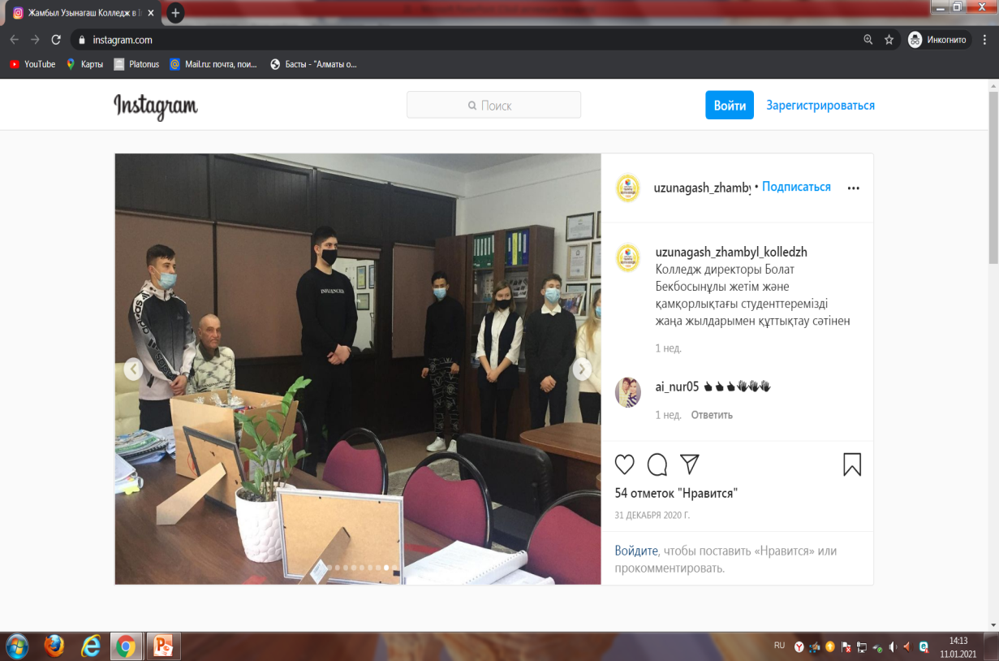 Жамбыл Узынагаш Колледж в I
instagram.com
Инкогнито
YouTube
Карты
Platonus
Mail.ru: почта, пои...
Басты - "Алматы о...
Instagram
Поиск
Войти
Зарегистрироваться
uzunagash_zhamby • Подписаться
uzunagash_zhambyl_kolledzh
Колледж директоры Болат
Бекбосынұлы жетім және
қамқорлықтағы студенттеремізді
жаңа жылдарымен құттықтау сәтінен
1 нед.
ai_nur05
1 нед. Ответить
54 отметок "Нравится"
31 ДЕКАБРЯ 2020 Г.
Войдите, чтобы поставить «Нравится» или
прокомментировать.
RU
14:13
11.01.2021